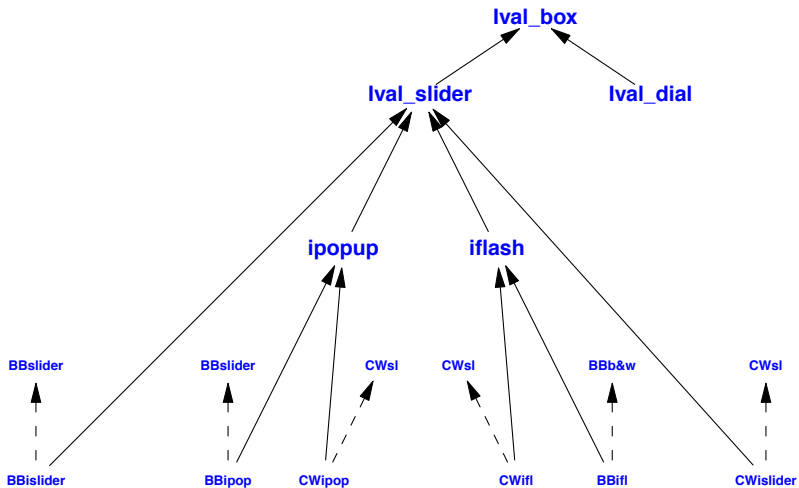 Ival_box
Ival_slider
Ival_dial
ipopup
iflash
BBslider
BBslider
CWsl
CWsl
BBb&w
CWsl
BBislider
BBipop
CWipop
CWifl
BBifl
CWislider